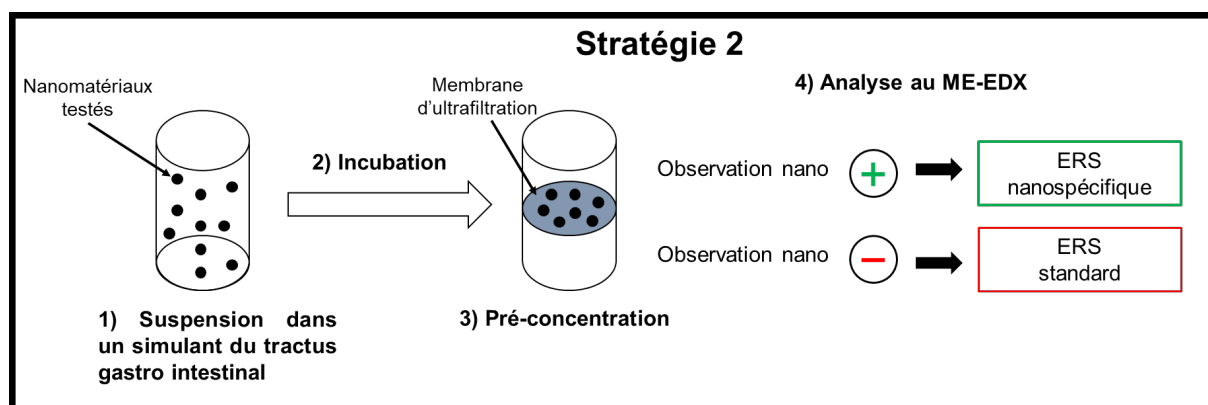 Stratégie 2
Nanomatériaux
testés
Membrane
d'ultrafiltration
4) Analyse au ME-EDX
2) Incubation
Observation nano
+
ERS
nanospécifique
Observation nano
−
ERS
standard
1) Suspension dans
un simulant du tractus
gastro intestinal
3) Pré-concentration